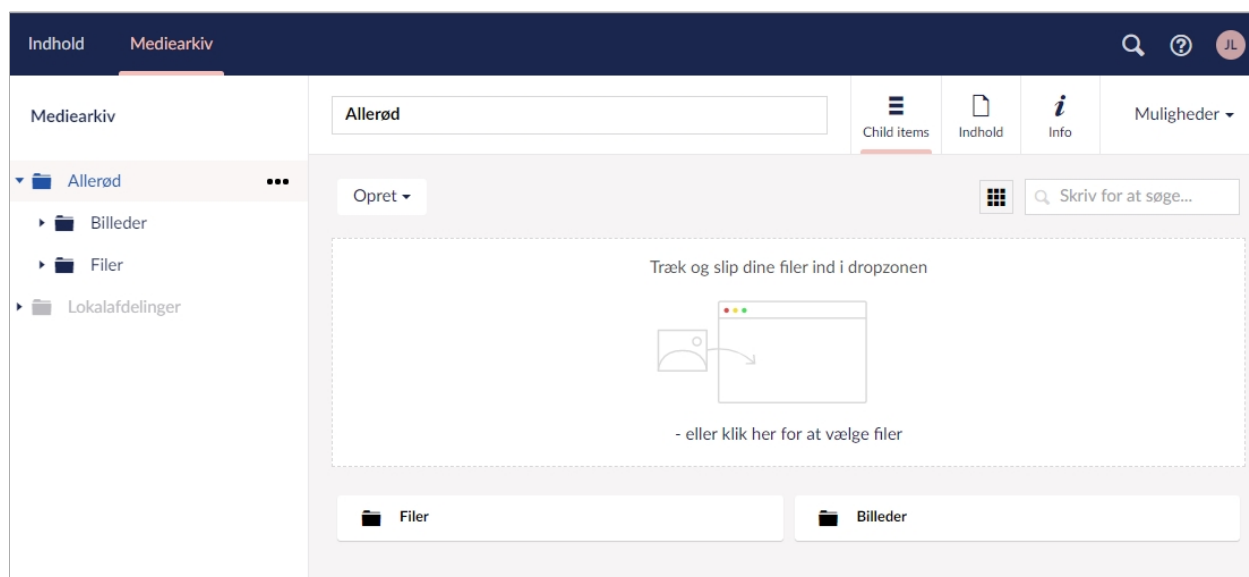 Indhold
Mediearkiv
JL
Mediearkiv
Allerød
Billeder
Filer
Lokalafdelinger
Allerød
Child items
Indhold
Info
Muligheder
Opret
Skriv for at søge...
Træk og slip dine filer ind i dropzonen
- eller klik her for at vælge filer
Filer
Billeder